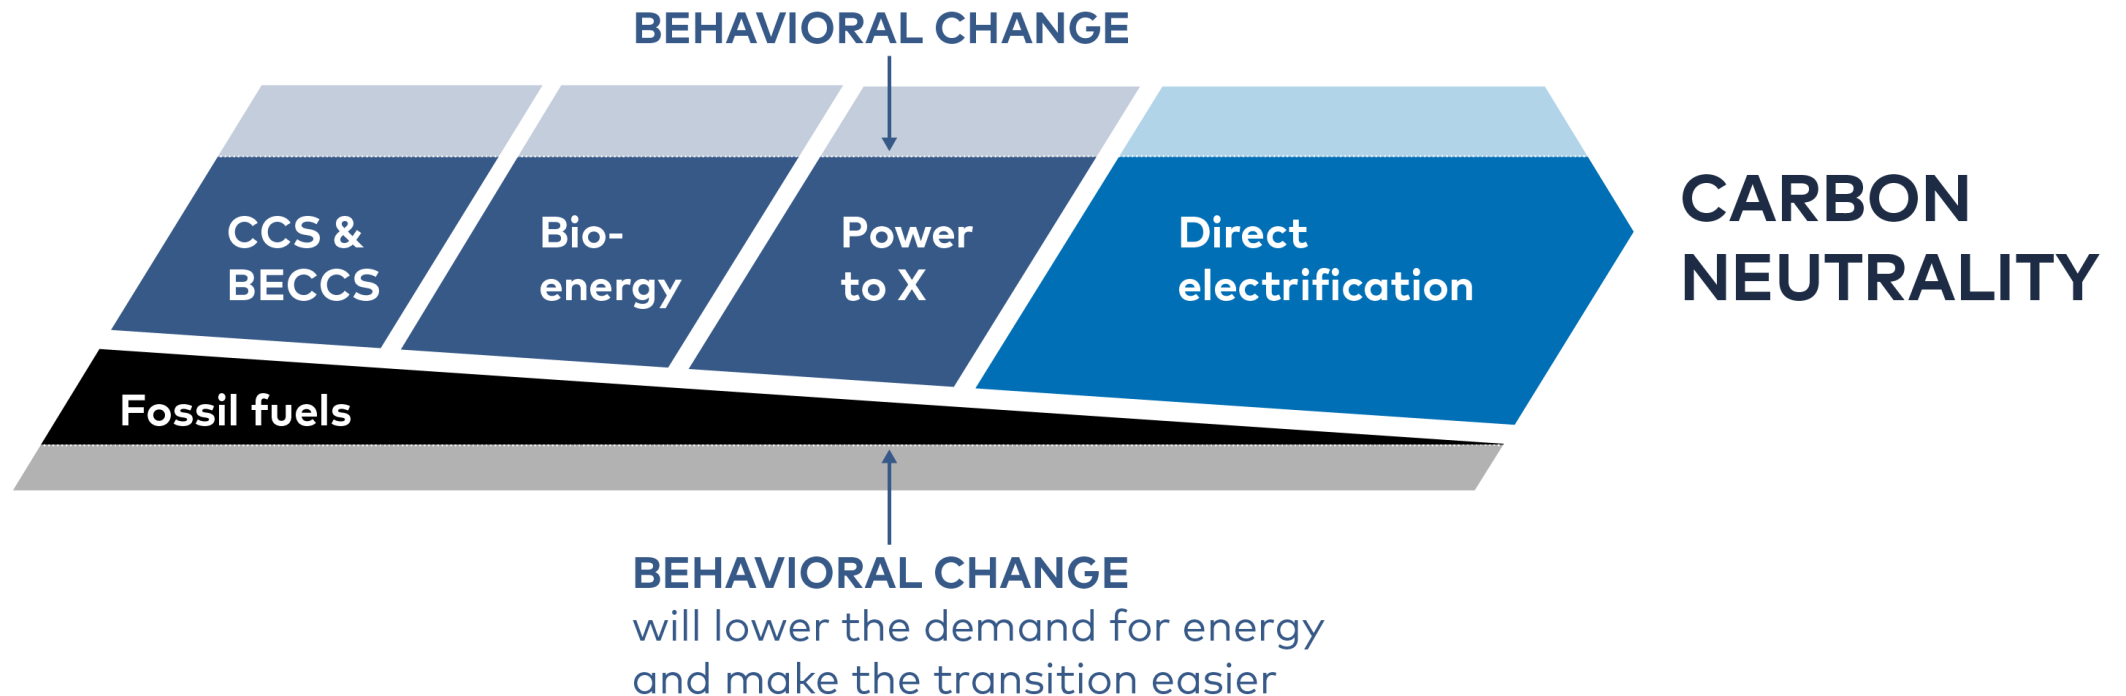 BEHAVIORAL CHANGE
CCS &
BECCS
Bio-
energy
Power
to X
Direct
electrification
CARBON
NEUTRALITY
Fossil fuels
BEHAVIORAL CHANGE
will lower the demand for energy
and make the transition easier